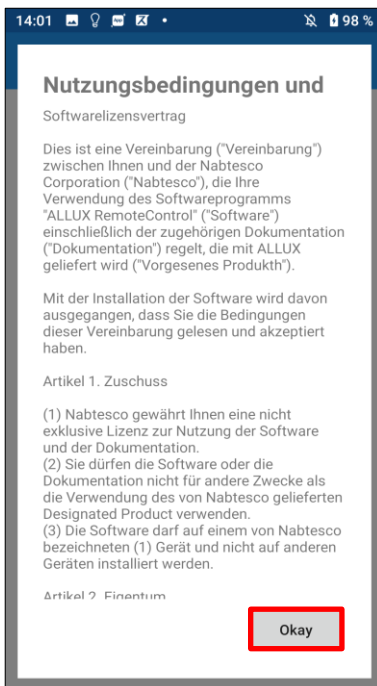 14:01
98 %
Nutzungsbedingungen und
Softwarelizensvertrag
Dies ist eine Vereinbarung ("Vereinbarung")
zwischen Ihnen und der Nabtesco
Corporation ("Nabtesco"), die Ihre
Verwendung des Softwareprogramms
"ALLUX RemoteControl" ("Software")
einschließlich der zugehörigen Dokumentation
("Dokumentation") regelt, die mit ALLUX
geliefert wird ("Vorgesenes Produkth").
Mit der Installation der Software wird davon
ausgegangen, dass Sie die Bedingungen
dieser Vereinbarung gelesen und akzeptiert
haben.
Artikel 1. Zuschuss
(1) Nabtesco gewährt Ihnen eine nicht
exklusive Lizenz zur Nutzung der Software
und der Dokumentation.
(2) Sie dürfen die Software oder die
Dokumentation nicht für andere Zwecke als
die Verwendung des von Nabtesco gelieferten
Designated Product verwenden.
(3) Die Software darf auf einem von Nabtesco
bezeichneten (1) Gerät und nicht auf anderen
Geräten installiert werden.
Artikel 2. Eigentum
Okay